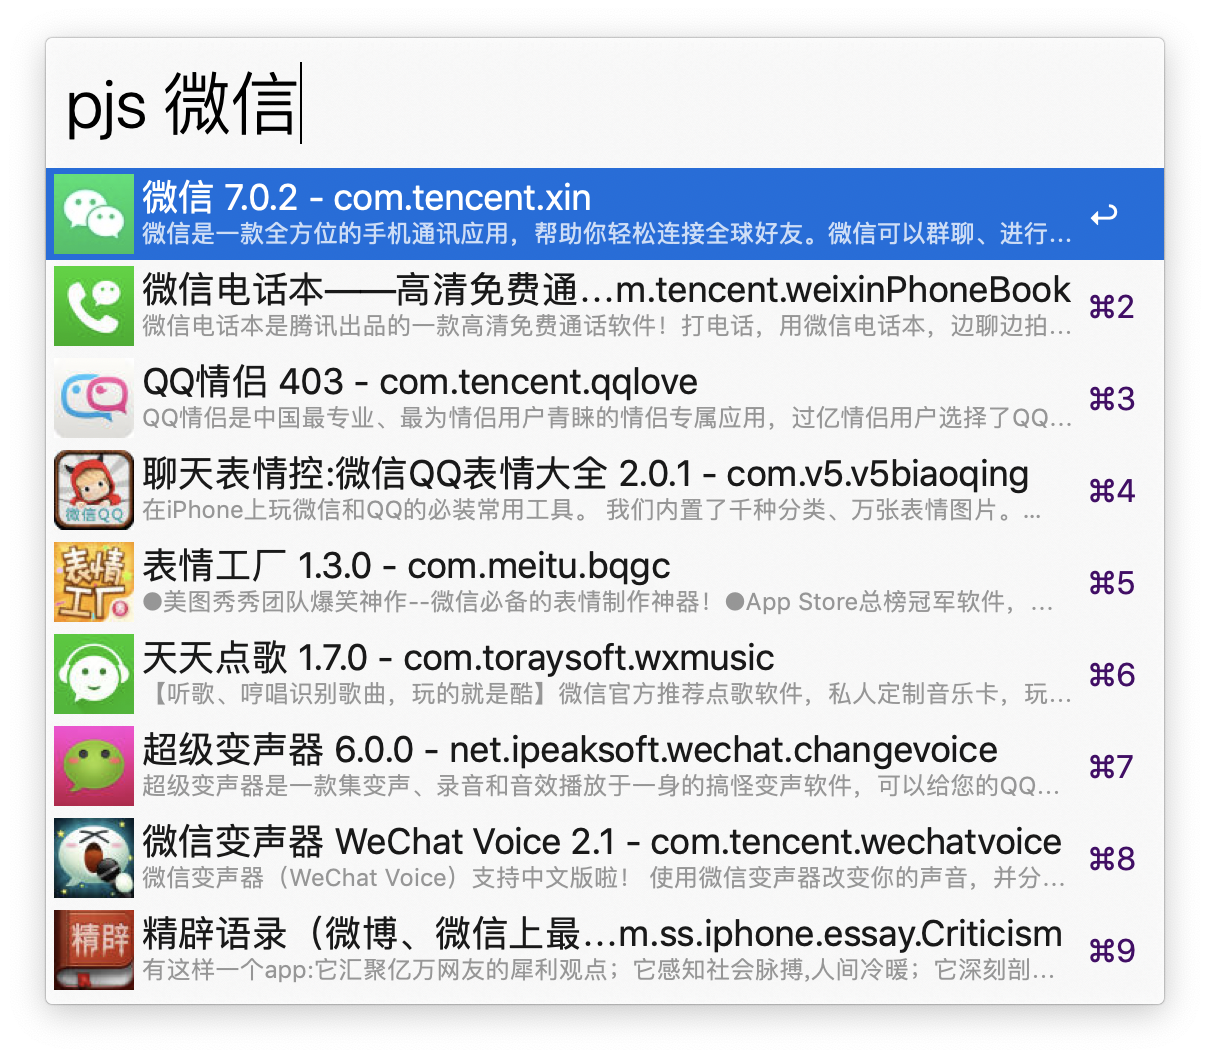 pjs 微信
微信 7.0.2 - com.tencent.xin
微信是一款全方位的手机通讯应用，帮助你轻松连接全球好友。微信可以群聊、进行...
微信电话本——高清免费通...m.tencent.weixinPhoneBook
⌘2
微信电话本是腾讯出品的一款高清免费通话软件！打电话，用微信电话本，边聊边拍...
QQ情侣 403 - com.tencent.qqlove
⌘3
QQ情侣是中国最专业、最为情侣用户青睐的情侣专属应用，过亿情侣用户选择了QQ...
聊天表情控:微信QQ表情大全 2.0.1 - com.v5.v5biaoqing
⌘4
微信QQ
在iPhone上玩微信和QQ的必装常用工具。 我们内置了千种分类、万张表情图片。...
表情工厂
表情工厂 1.3.0 - com.meitu.bqgc
⌘5
●美图秀秀团队爆笑神作--微信必备的表情制作神器！●App Store总榜冠军软件，...
天天点歌 1.7.0 - com.toraysoft.wxmusic
⌘6
【听歌、哼唱识别歌曲，玩的就是酷】微信官方推荐点歌软件，私人定制音乐卡，玩...
超级变声器 6.0.0 - net.ipeaksoft.wechat.changevoice
⌘7
超级变声器是一款集变声、录音和音效播放于一身的搞怪变声软件，可以给您的QQ...
微信变声器 WeChat Voice 2.1 - com.tencent.wechatvoice
⌘8
微信变声器（WeChat Voice）支持中文版啦！ 使用微信变声器改变你的声音，并分...
精辟
精辟语录（微博、微信上最...m.ss.iphone.essay.Criticism
⌘9
有这样一个app:它汇聚亿万网友的犀利观点；它感知社会脉搏,人间冷暖；它深刻剖...